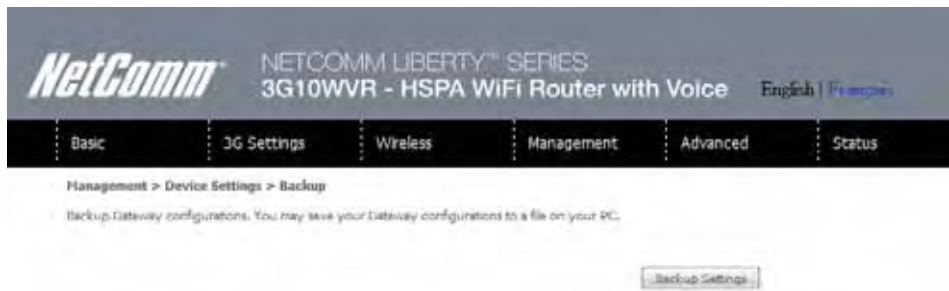 NetComm
NETCOMM LIBERTY™ SERIES
3G10WVR - HSPA WiFi Router with Voice
English | Français
Basic 3G Settings Wireless Management Advanced Status
Management > Device Settings > Backup
Backup Gateway configurations. You may save your Gateway configurations to a file on your PC.
Backup Settings